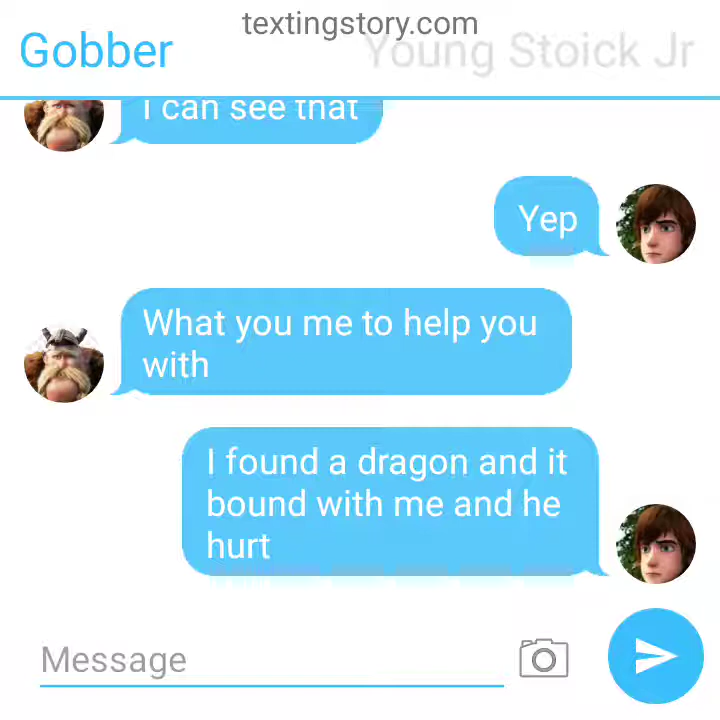 textingstory.com
Gobber
Young Stoick Jr
I can see that
Yep
What you me to help you
with
I found a dragon and it
bound with me and he
hurt
Message